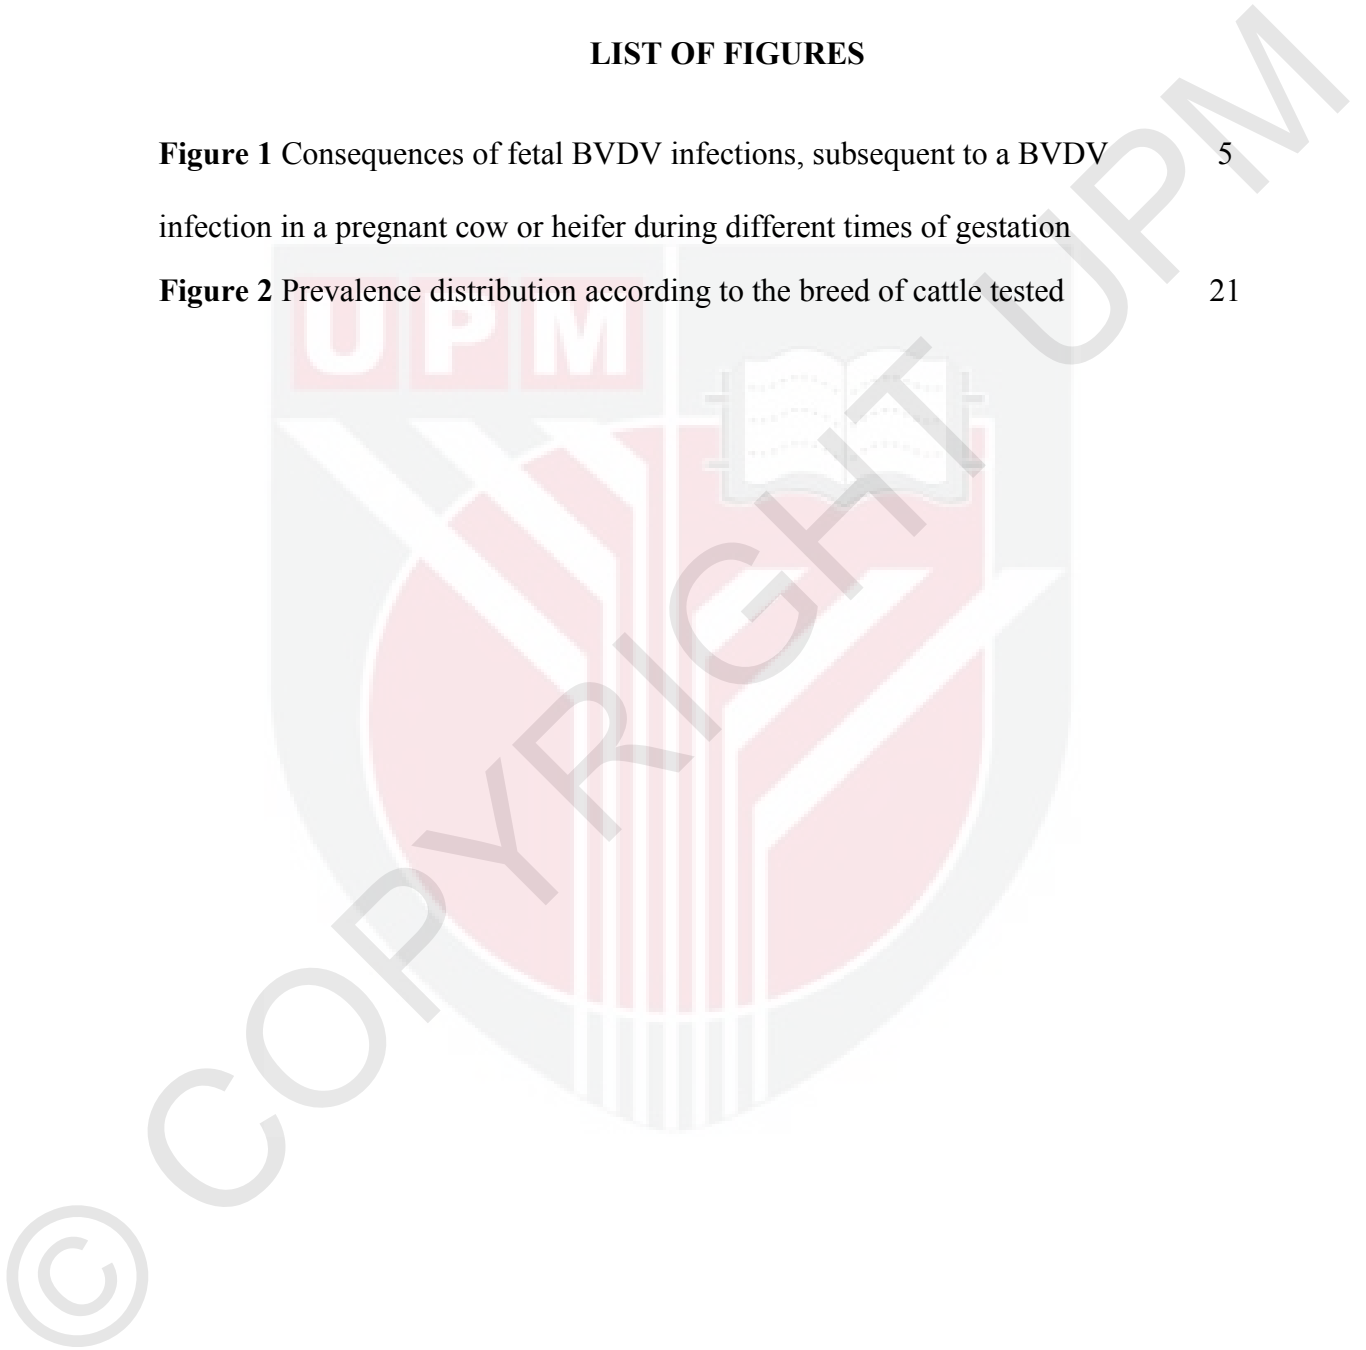 LIST OF FIGURES
Figure 1 Consequences of fetal BVDV infections, subsequent to a BVDV 5
infection in a pregnant cow or heifer during different times of gestation
Figure 2 Prevalence distribution according to the breed of cattle tested 21
UPM
© COPYRIGHT UPM